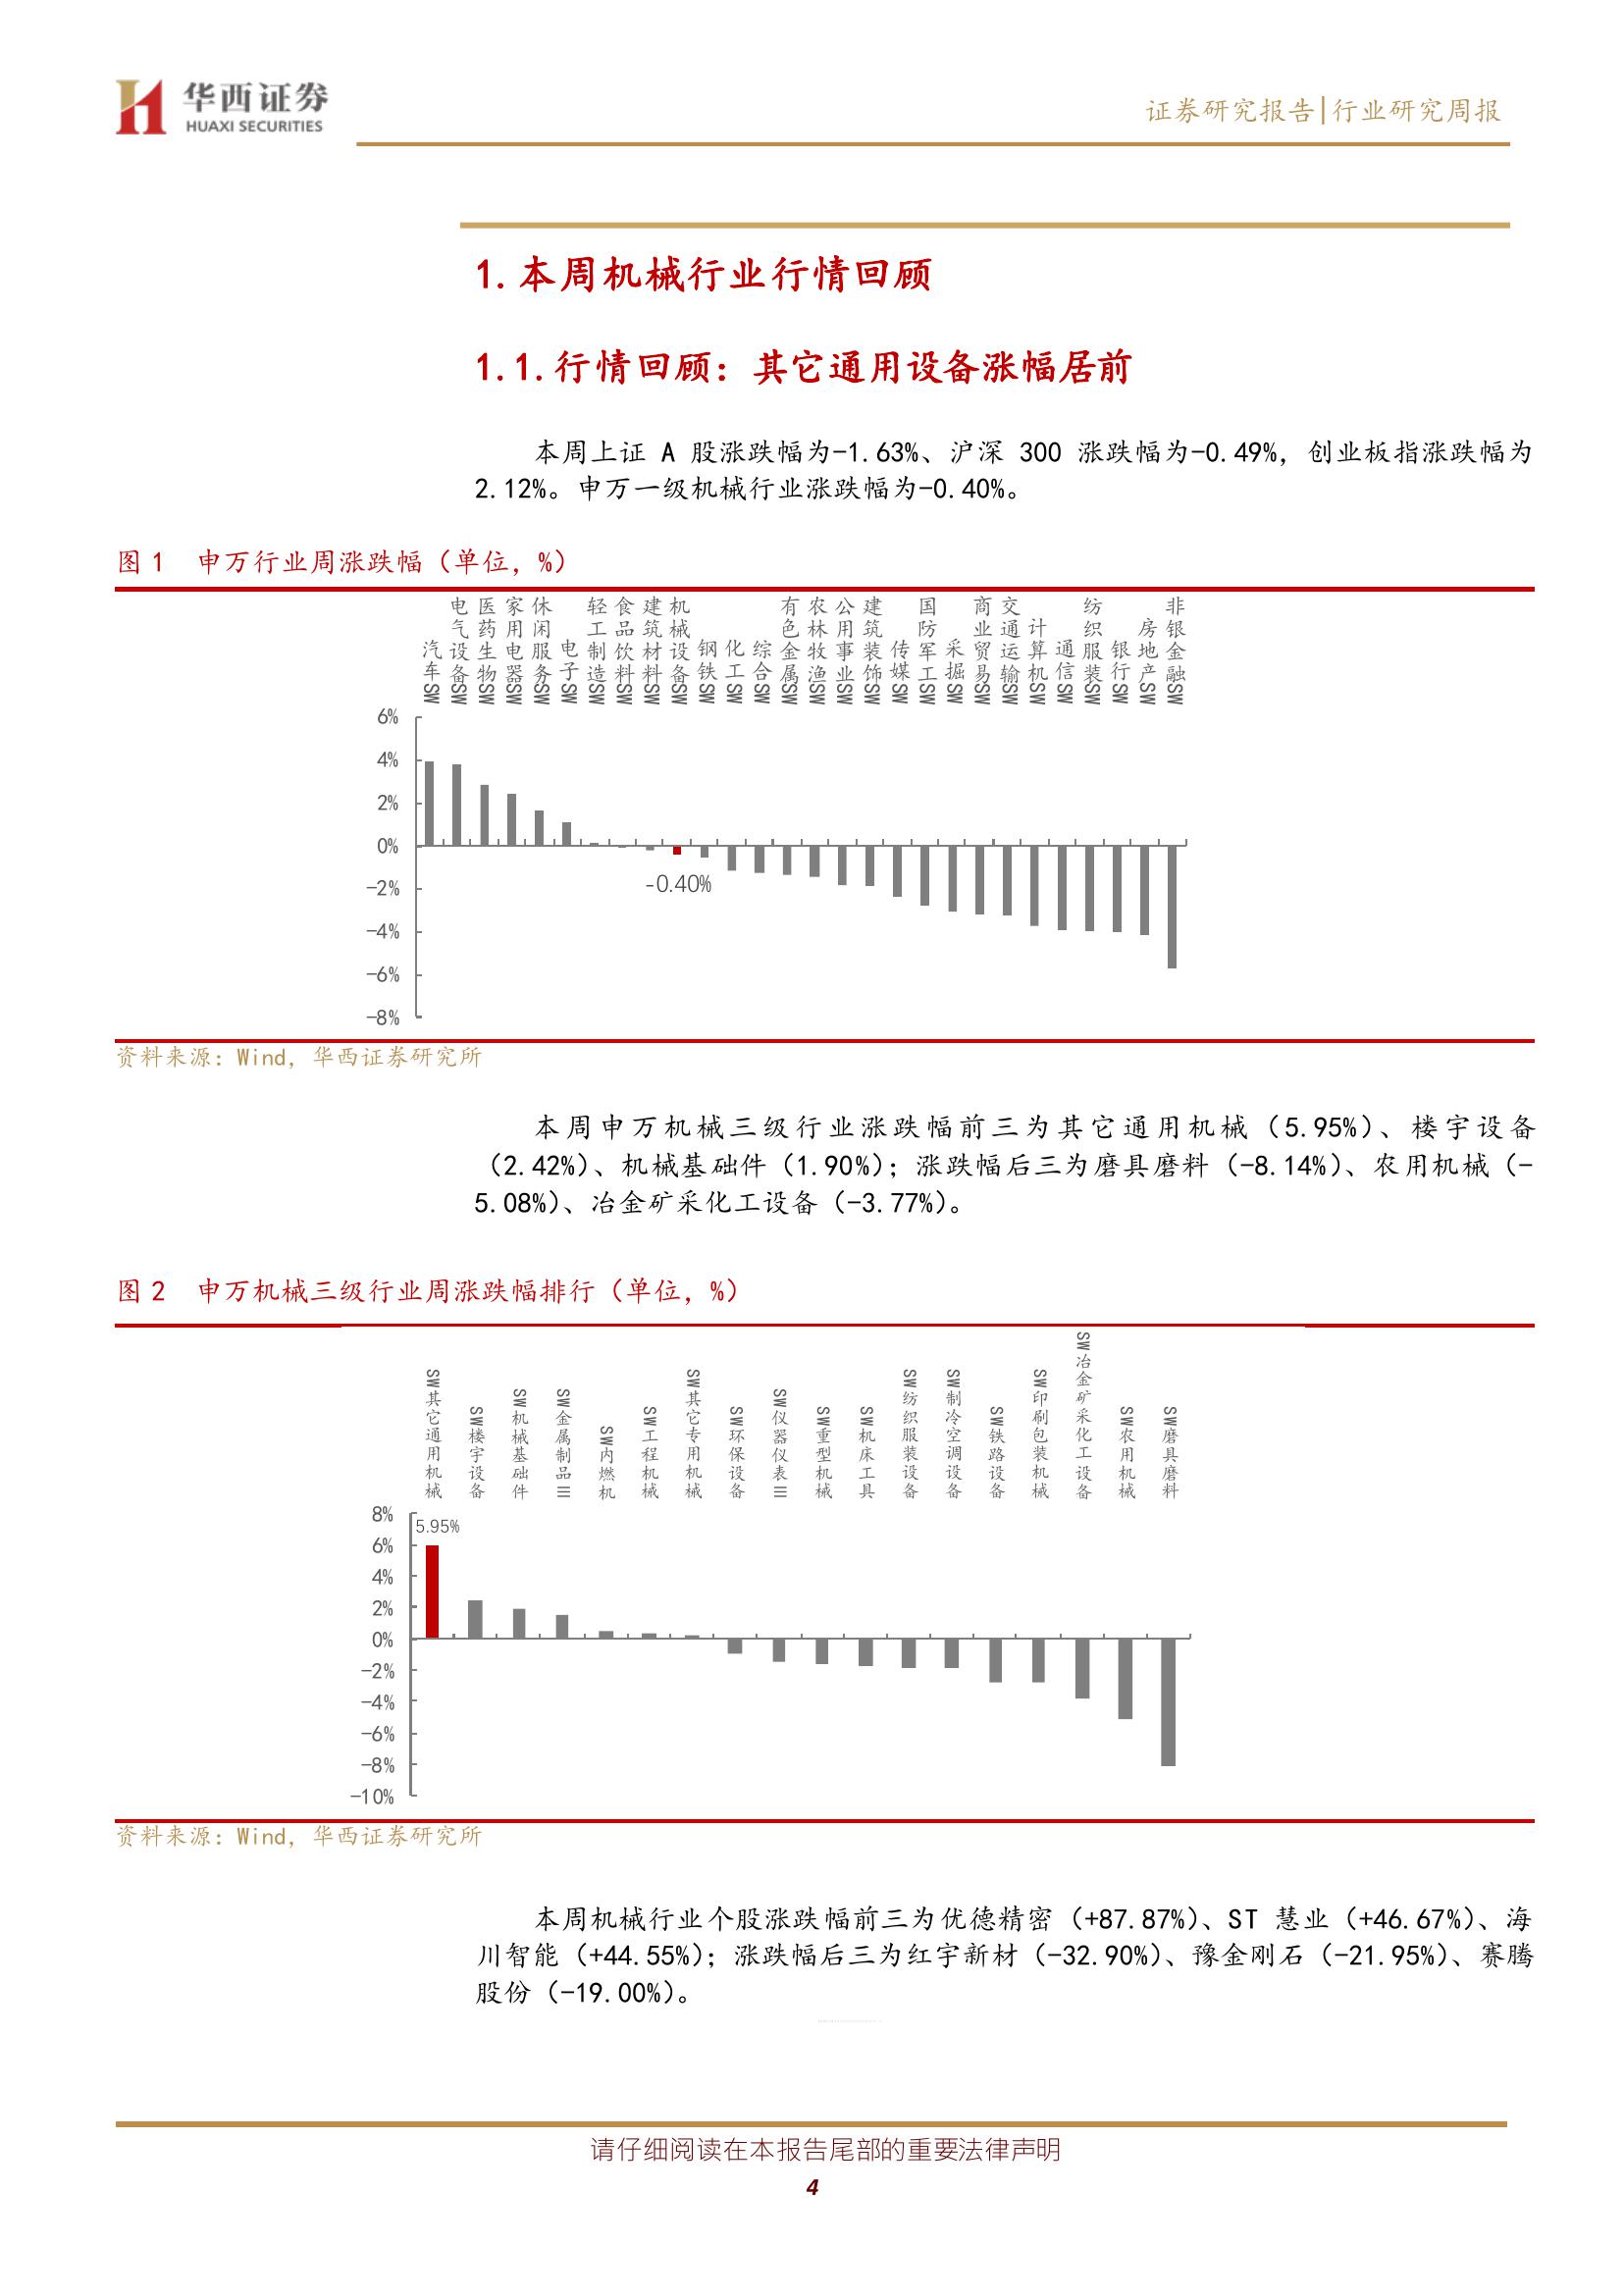 华西证券
HUAXI SECURITIES
证券研究报告|行业研究周报
1.本周机械行业行情回顾
1.1.行情回顾：其它通用设备涨幅居前
本周上证 A 股涨跌幅为-1.63%、沪深 300 涨跌幅为-0.49%，创业板指涨跌幅为
2.12%。申万一级机械行业涨跌幅为-0.40%。
图 1 申万行业周涨跌幅（单位，%）
汽车SW
电气设备SW
医药生物SW
家用电器SW
休闲服务SW
电子SW
轻工制造SW
食品饮料SW
建筑材料SW
机械设备SW
钢铁SW
化工SW
综合SW
有色金属SW
农林牧渔SW
公用事业SW
建筑装饰SW
传媒SW
国防军工SW
采掘SW
商业贸易SW
交通运输SW
计算机SW
通信SW
纺织服装SW
银行SW
房地产SW
非银金融SW
6%
4%
2%
0%
-2%
-4%
-6%
-8%
-0.40%
资料来源：Wind，华西证券研究所
本周申万机械三级行业涨跌幅前三为其它通用机械（5.95%）、楼宇设备
（2.42%）、机械基础件（1.90%）；涨跌幅后三为磨具磨料（-8.14%）、农用机械（-
5.08%）、冶金矿采化工设备（-3.77%）。
图 2 申万机械三级行业周涨跌幅排行（单位，%）
SW其它通用机械
SW楼宇设备
SW机械基础件
SW金属制品Ⅲ
SW内燃机
SW工程机械
SW其它专用机械
SW环保设备
SW仪器仪表Ⅲ
SW重型机械
SW机床工具
SW纺织服装设备
SW制冷空调设备
SW铁路设备
SW印刷包装机械
SW冶金矿采化工设备
SW农用机械
SW磨具磨料
8%
6%
4%
2%
0%
-2%
-4%
-6%
-8%
-10%
5.95%
资料来源：Wind，华西证券研究所
本周机械行业个股涨跌幅前三为优德精密（+87.87%）、ST 慧业（+46.67%）、海
川智能（+44.55%）；涨跌幅后三为红宇新材（-32.90%）、豫金刚石（-21.95%）、赛腾
股份（-19.00%）。
请仔细阅读在本报告尾部的重要法律声明
4